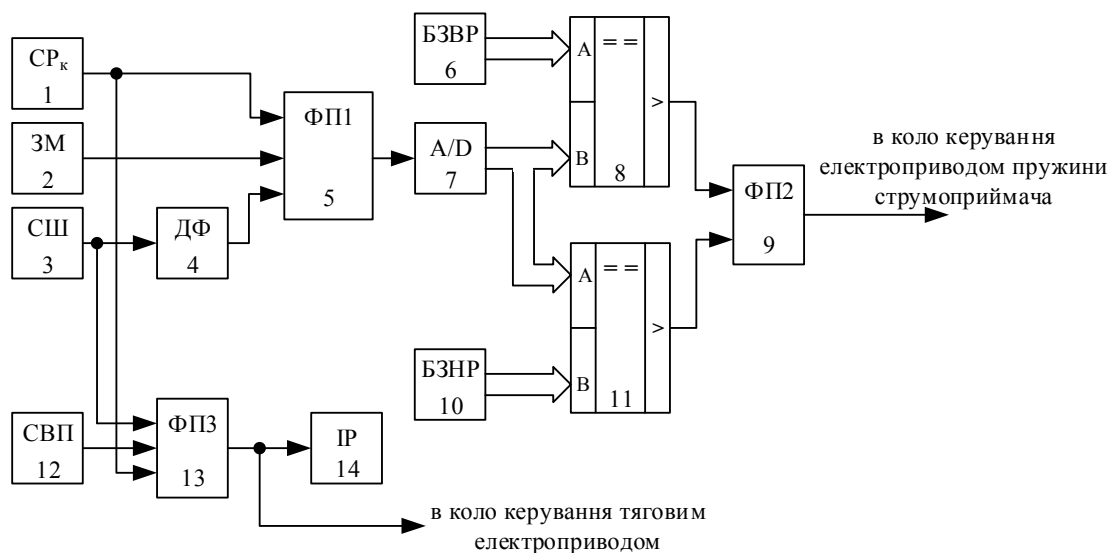 СРк
1
ЗМ
2
СШ
3
ДФ
4
ФП1
5
БЗВР
6
A/D
7
A
= =
>
B
8
ФП2
9
в коло керування
електроприводом пружини
струмоприймача
A
= =
>
B
11
БЗНР
10
СВП
12
ФП3
13
ІР
14
в коло керування тяговим
електроприводом